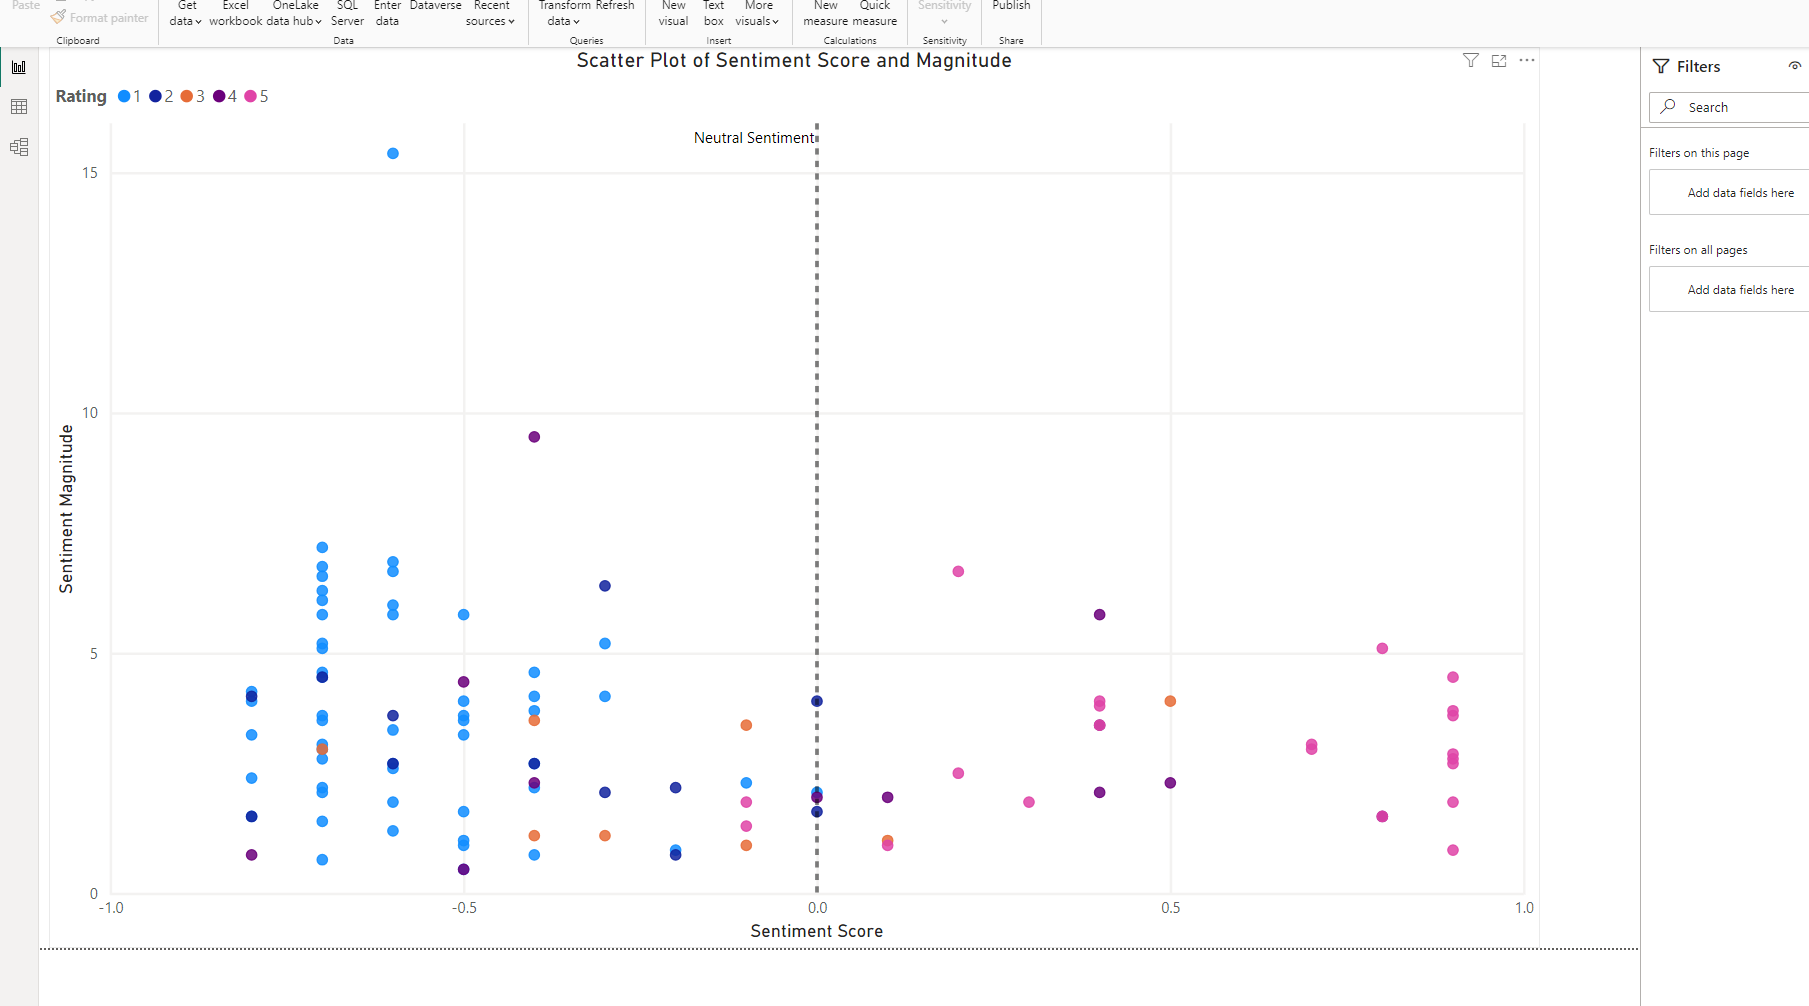 Paste
Format painter
Clipboard
Get data
Excel workbook
OneLake data hub
SQL Server
Enter data
Dataverse
Recent sources
Data
Transform data
Refresh
Queries
New visual
Text box
More visuals
Insert
New measure
Quick measure
Calculations
Sensitivity
Sensitivity
Publish
Share
Scatter Plot of Sentiment Score and Magnitude
Rating 1 2 3 4 5
Neutral Sentiment
15
10
5
0
Sentiment Magnitude
-1.0 -0.5 0.0 0.5 1.0
Sentiment Score
Filters
Search
Filters on this page
Add data fields here
Filters on all pages
Add data fields here